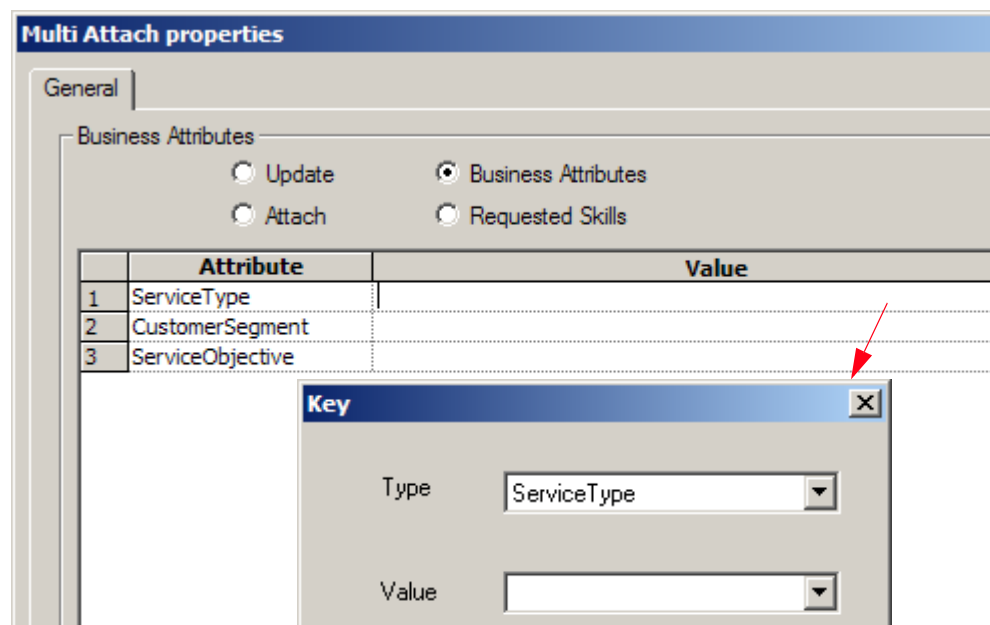 Multi Attach properties
General
Business Attributes
Update Business Attributes
Attach Requested Skills
Attribute Value
1 ServiceType
2 CustomerSegment
3 ServiceObjective
Key
Type ServiceType
Value